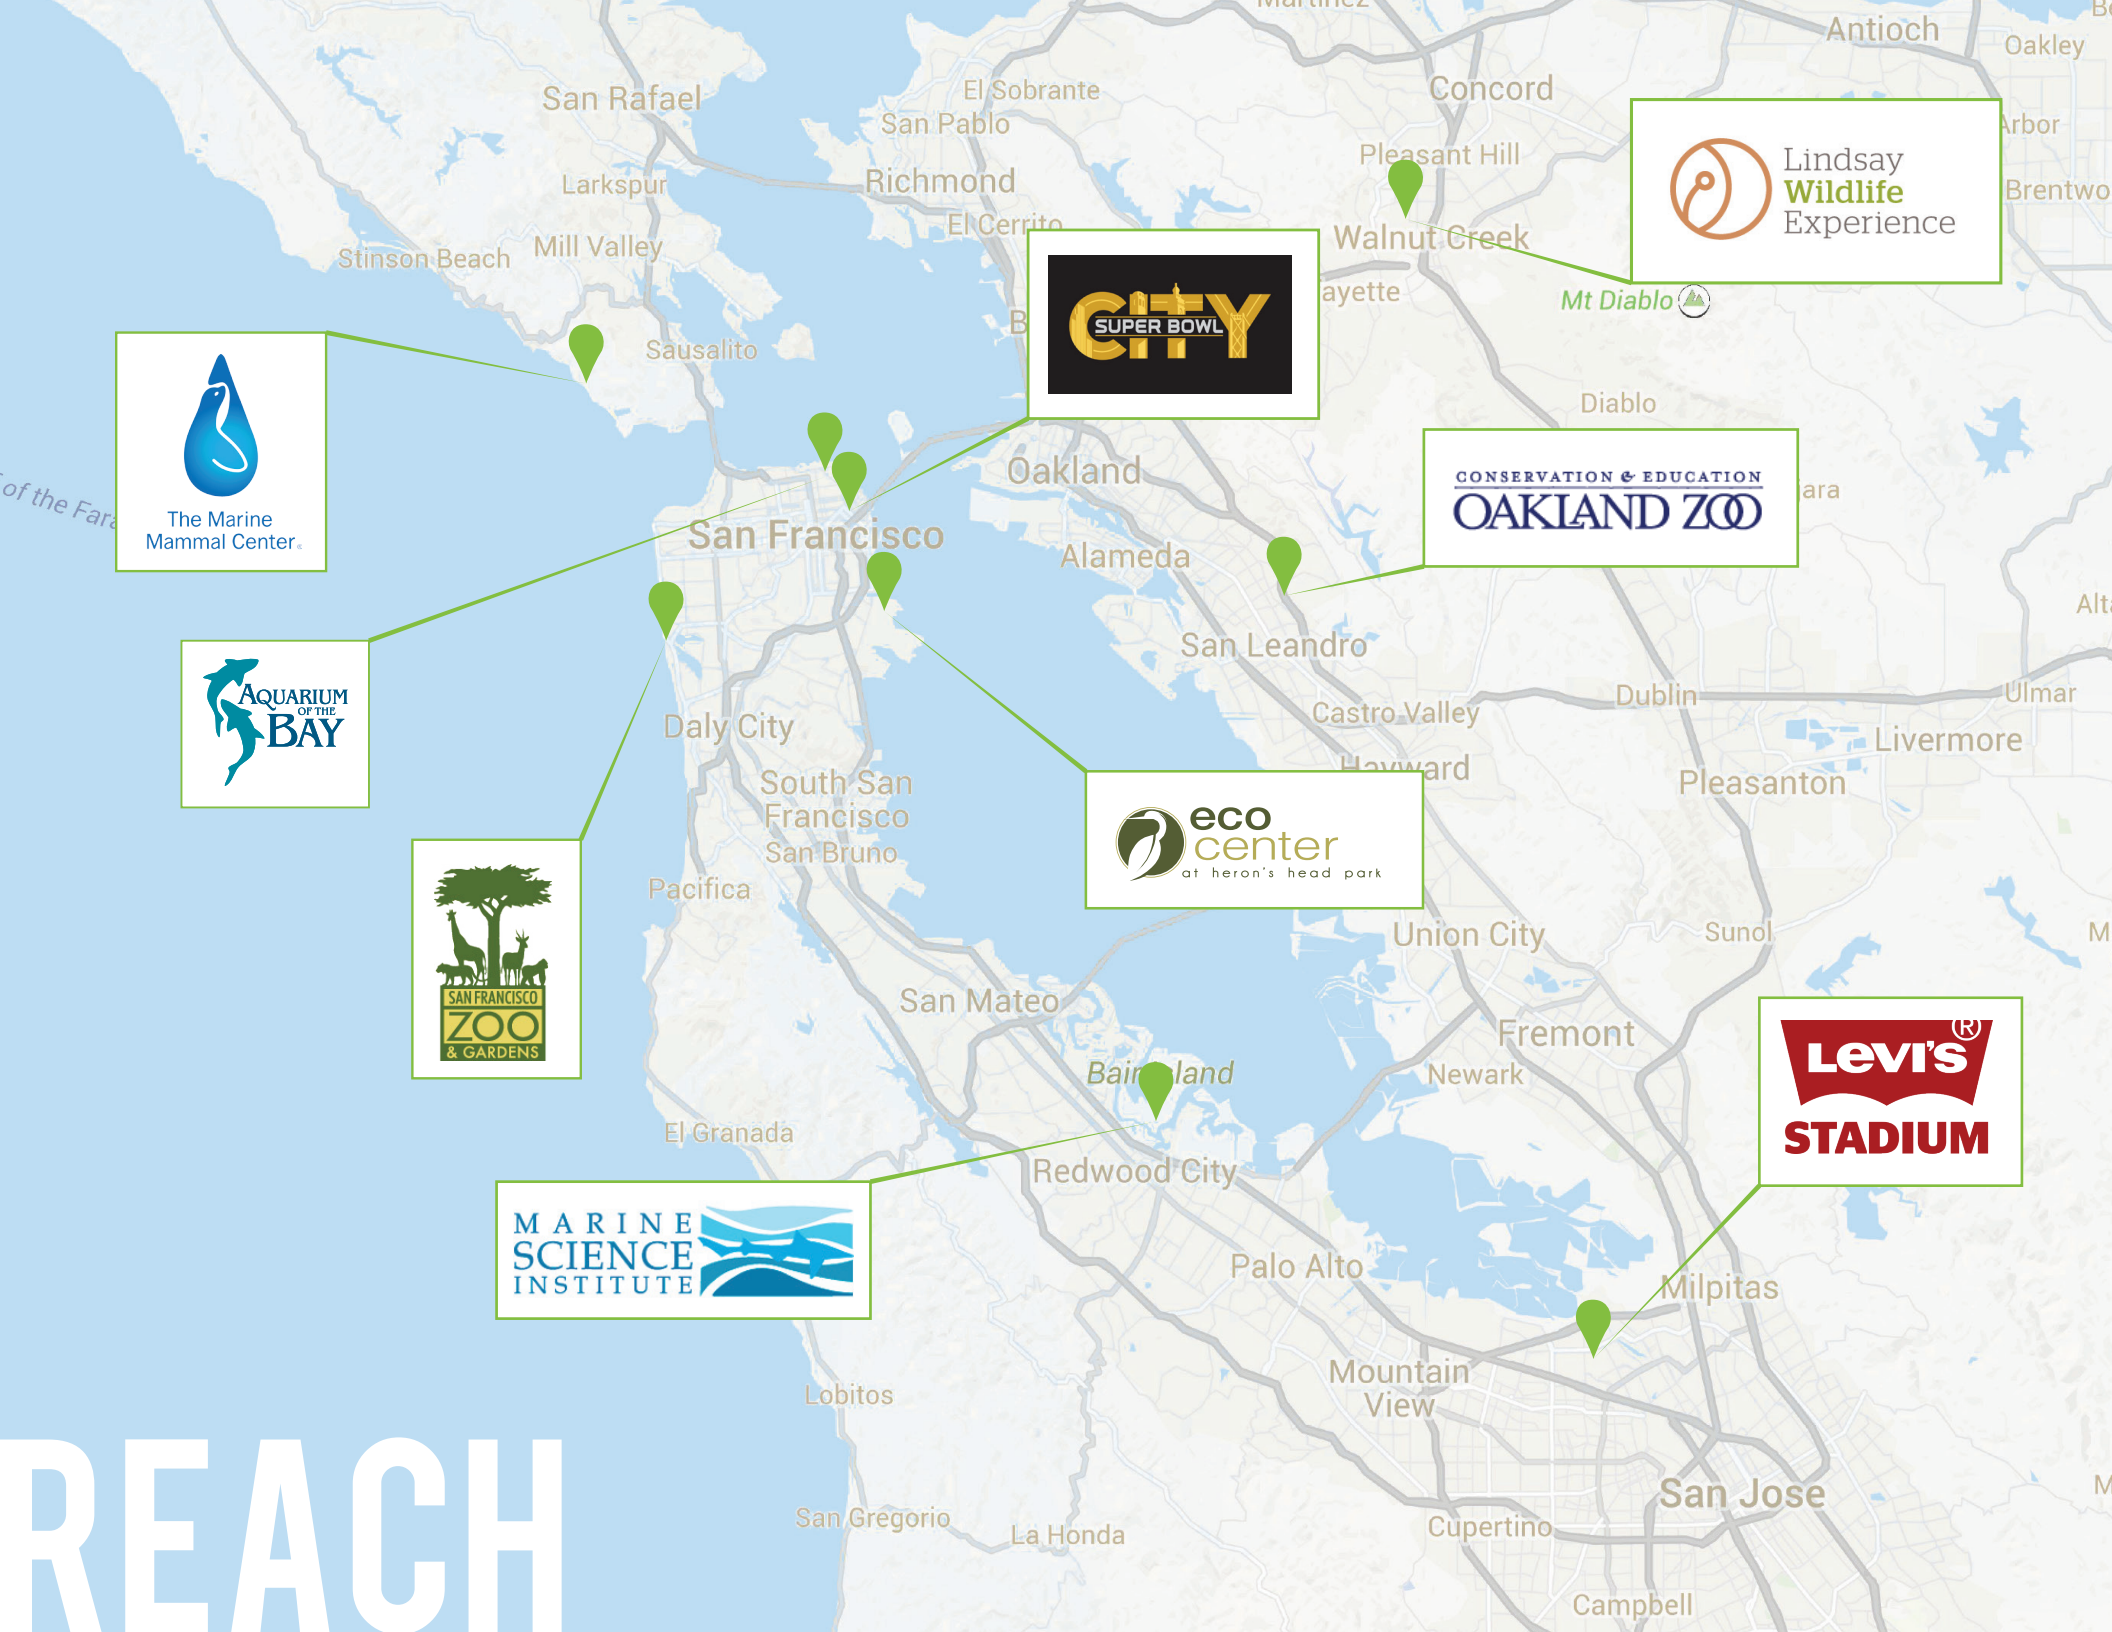 Antioch
Oakley
San Rafael
El Sobrante
San Pablo
Concord
Pleasant Hill
Larkspur
Richmond
El Cerrito
Mill Valley
Stinson Beach
Walnut Creek
Sausalito
Mt Diablo
Diablo
Lindsay
Wildlife
Experience
CITY
SUPER BOWL
The Marine
Mammal Center
of the
Oakland
San Francisco
Alameda
CONSERVATION & EDUCATION
OAKLAND ZOO
San Leandro
Castro Valley
Dublin
Ulmar
Hayward
Livermore
Pleasanton
AQUARIUM
OF THE
BAY
Daly City
South San
Francisco
San Bruno
Pacifica
eco
center
at heron's head park
SAN FRANCISCO
ZOO
& GARDENS
Union City
Sunol
San Mateo
Fremont
Newark
LEVI'S®
STADIUM
El Granada
Redwood City
MARINE
SCIENCE
INSTITUTE
Palo Alto
Milpitas
Mountain
View
Lobitos
San Jose
San Gregorio
La Honda
Cupertino
Campbell
REACH